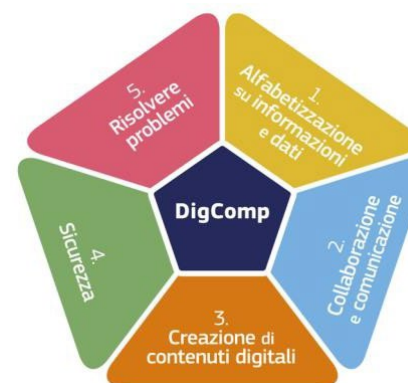 DigComp
1.
Alfabetizzazione
su informazioni
e dati
2.
Collaborazione
e comunicazione
3.
Creazione di
contenuti digitali
4.
Sicurezza
5.
Risolvere
problemi